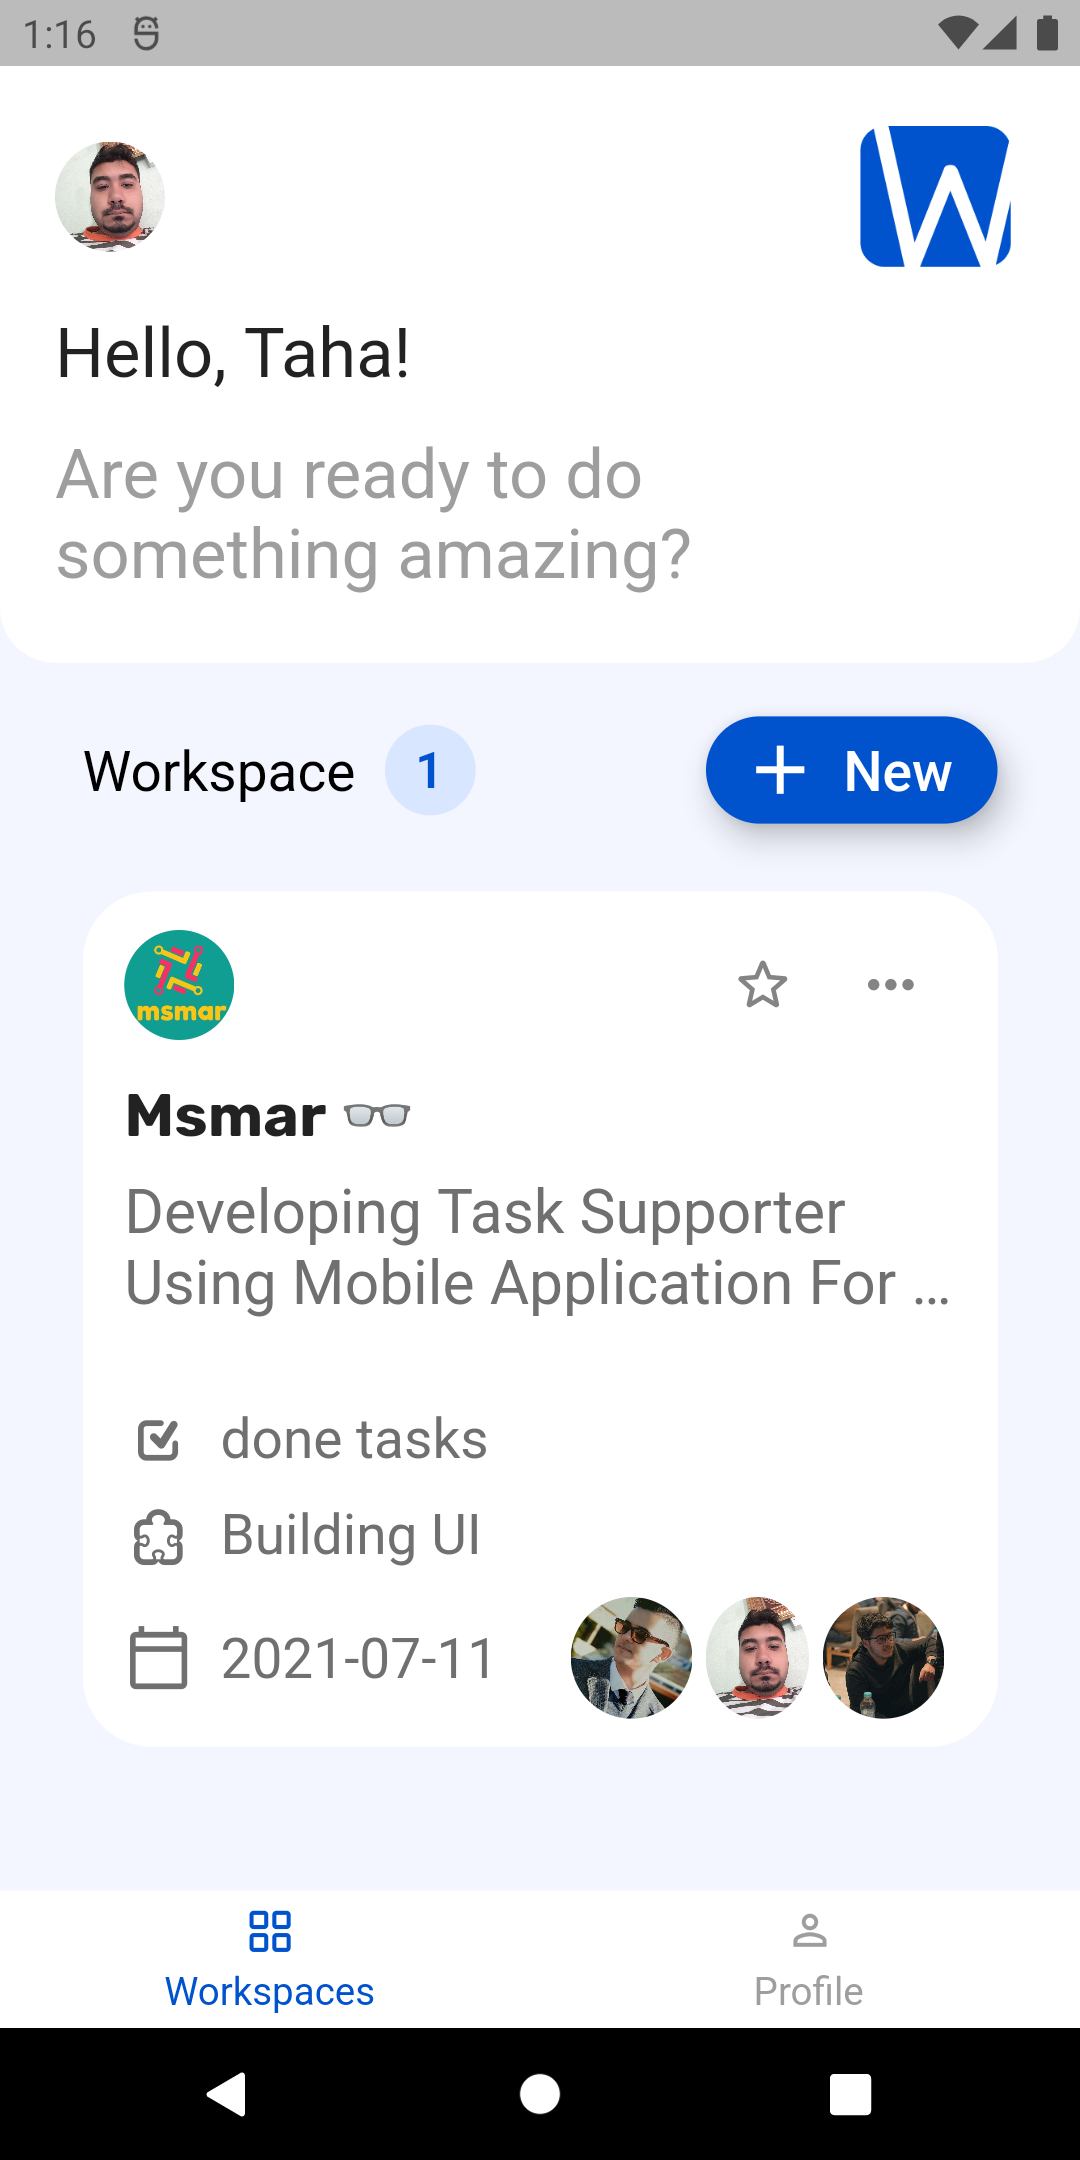 1:16
W
Hello, Taha!
Are you ready to do
something amazing?
Workspace 1
New
msmar
Msmar 👓
Developing Task Supporter
Using Mobile Application For ...
done tasks
Building UI
2021-07-11
Workspaces
Profile